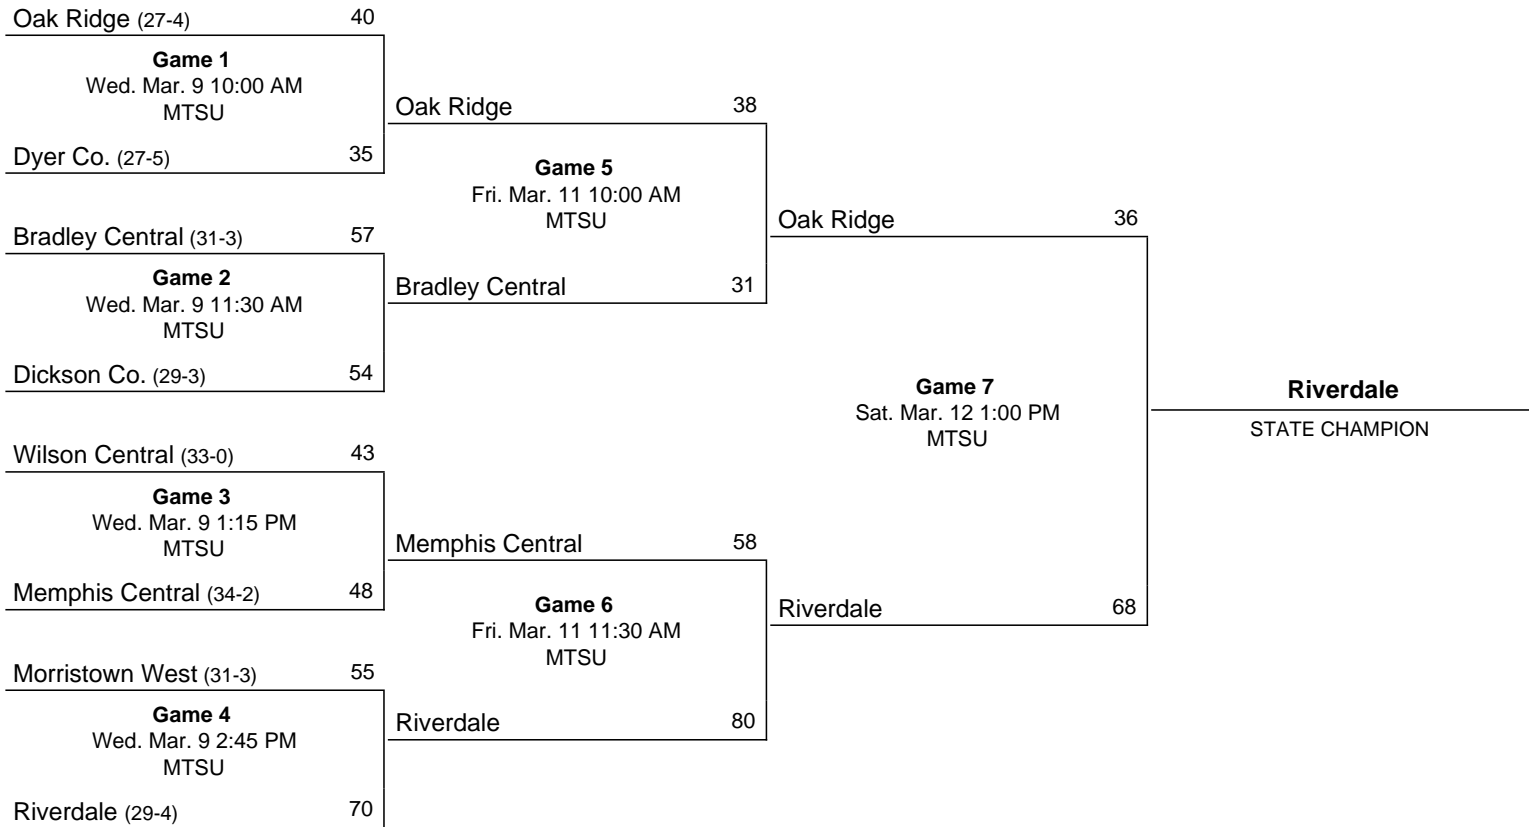 Oak Ridge (27-4) 40
Game 1
Wed. Mar. 9 10:00 AM
MTSU
Dyer Co. (27-5) 35
Bradley Central (31-3) 57
Game 2
Wed. Mar. 9 11:30 AM
MTSU
Dickson Co. (29-3) 54
Wilson Central (33-0) 43
Game 3
Wed. Mar. 9 1:15 PM
MTSU
Memphis Central (34-2) 48
Morristown West (31-3) 55
Game 4
Wed. Mar. 9 2:45 PM
MTSU
Riverdale (29-4) 70
Oak Ridge 38
Game 5
Fri. Mar. 11 10:00 AM
MTSU
Bradley Central 31
Memphis Central 58
Game 6
Fri. Mar. 11 11:30 AM
MTSU
Riverdale 80
Oak Ridge 36
Game 7
Sat. Mar. 12 1:00 PM
MTSU
Riverdale 68
Riverdale
STATE CHAMPION